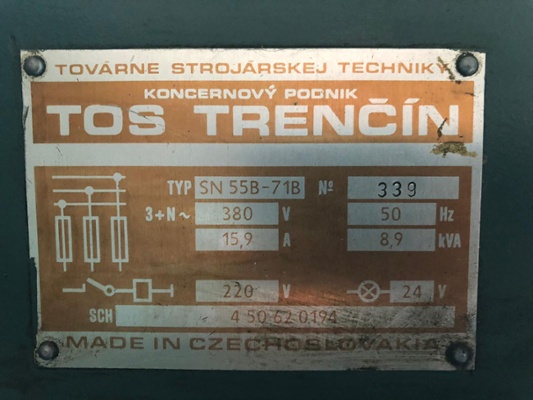 TOVÁRNE STROJÁRSKEJ TECHNIKY
KONCERNOVÝ PODNIK
TOS TRENČÍN
TYP SN 55B-71B № 339
3+N~ 380 V 50 Hz
15,9 A 8,9 kVA
220 V 24 V
SCH 4 50 62 0194
MADE IN CZECHOSLOVAKIA